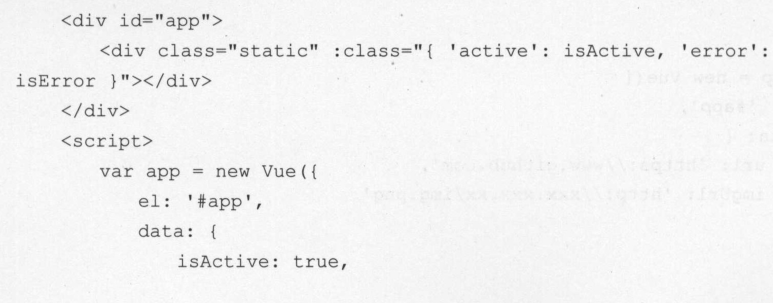 <div id="app">
<div class="static" :class="{ 'active': isActive, 'error':
isError }"></div>
</div>
<script>
var app = new Vue({
el: '#app',
data: {
isActive: true,